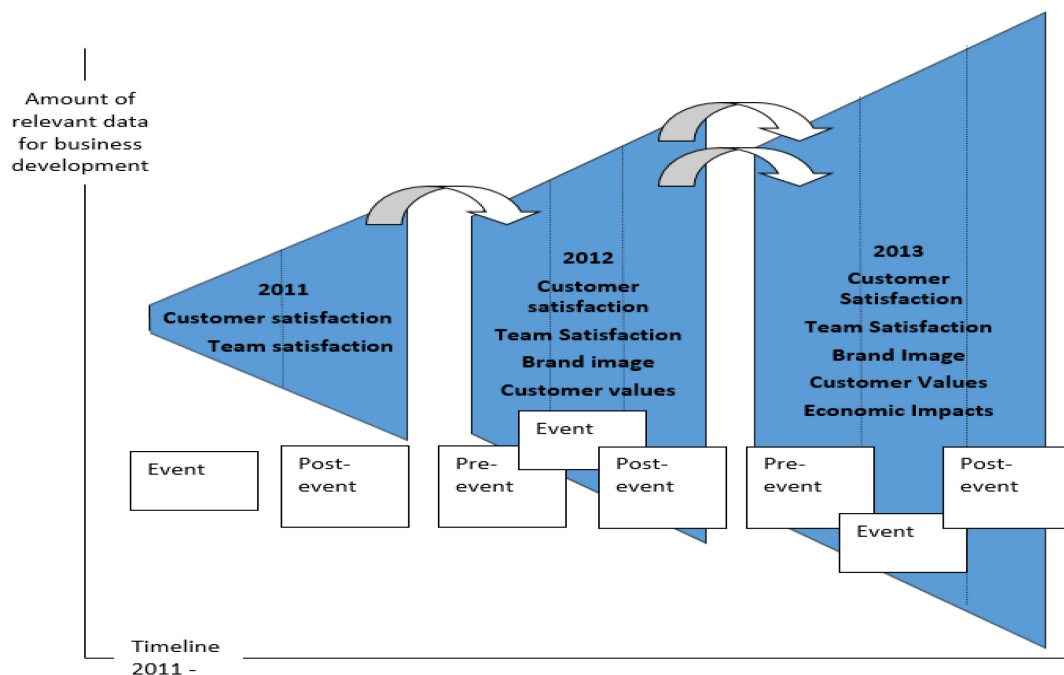 Amount of
relevant data
for business
development
2011
Customer satisfaction
Team satisfaction
2012
Customer
satisfaction
Team Satisfaction
Brand image
Customer values
2013
Customer
Satisfaction
Team Satisfaction
Brand Image
Customer Values
Economic Impacts
Event
Post-
event
Pre-
event
Event
Post-
event
Pre-
event
Event
Post-
event
Timeline
2011 -